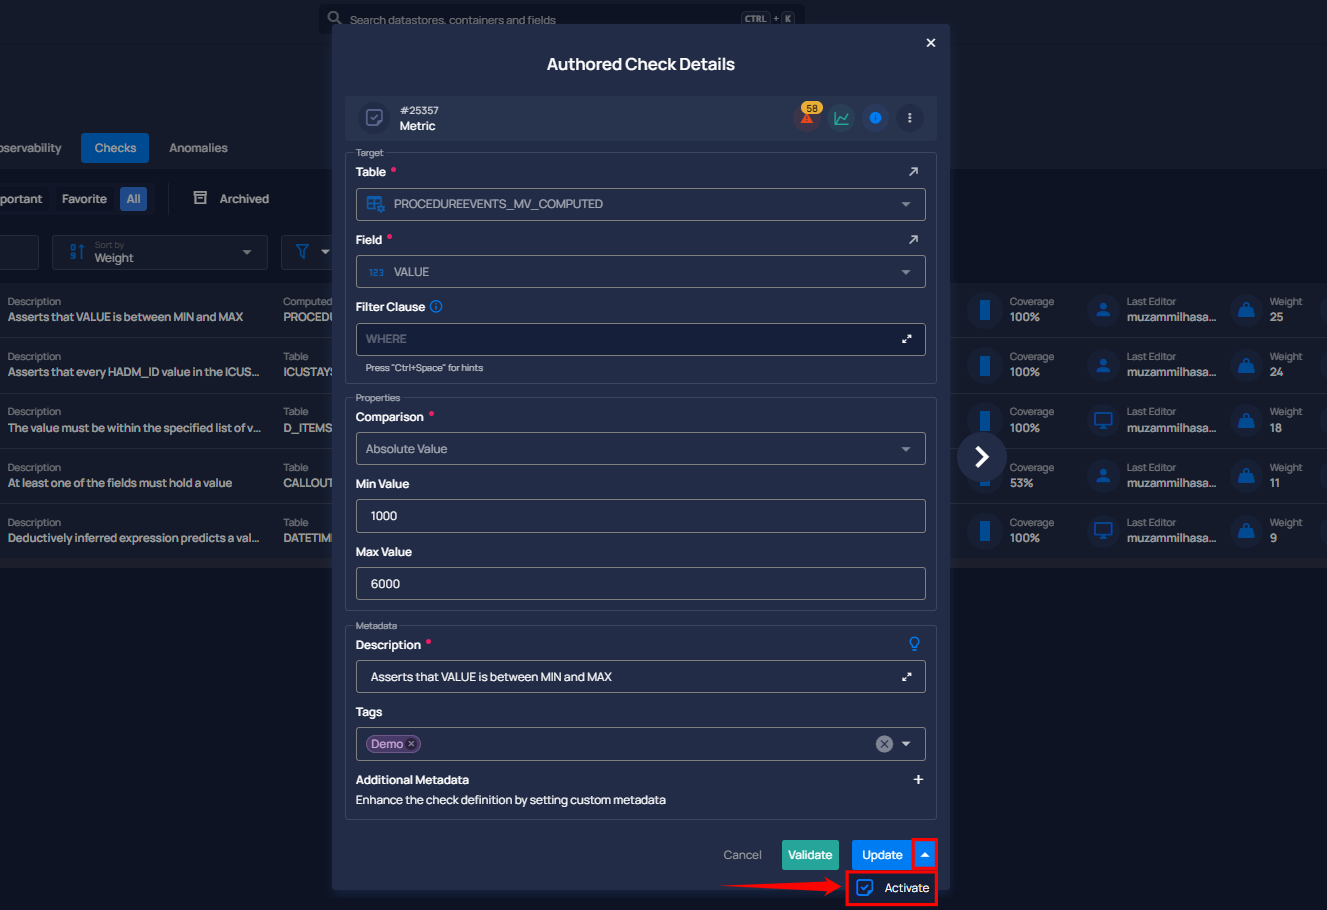 Search datastores, containers and fields CTRL + K
Authored Check Details
#25357
Metric
58
oservability Checks Anomalies
portant Favorite All Archived
Sort by
Weight
Target
Table *
PROCEDUREEVENTS_MV_COMPUTED
Field *
123 VALUE
Filter Clause
WHERE
Press "Ctrl+Space" for hints
Properties
Comparison *
Absolute Value
Min Value
1000
Max Value
6000
Metadata
Description *
Asserts that VALUE is between MIN and MAX
Tags
Demo ×
Additional Metadata +
Enhance the check definition by setting custom metadata
Cancel Validate Update
Activate
Description Computed
Asserts that VALUE is between MIN and MAX PROCEDU
Description Table
Asserts that every HADM_ID value in the ICUS... ICUSTAYS
Description Table
The value must be within the specified list of v... D_ITEMS
Description Table
At least one of the fields must hold a value CALLOUT
Description Table
Deductively inferred expression predicts a val... DATETIM
Coverage Last Editor Weight
100% muzammilhasa... 25
Coverage Last Editor Weight
100% muzammilhasa... 24
Coverage Last Editor Weight
100% muzammilhasa... 18
Coverage Last Editor Weight
53% muzammilhasa... 11
Coverage Last Editor Weight
100% muzammilhasa... 9